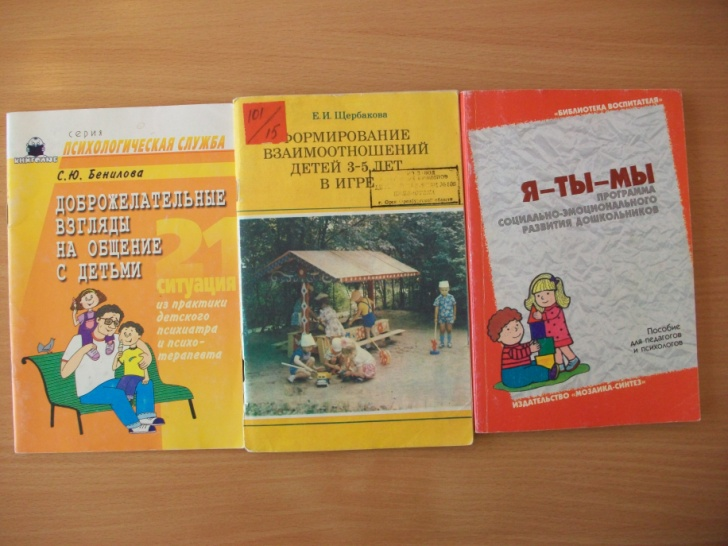 серия
ПСИХОЛОГИЧЕСКАЯ СЛУЖБА
С.Ю. Бенилова
ДОБРОЖЕЛАТЕЛЬНЫЕ
ВЗГЛЯДЫ
НА ОБЩЕНИЕ
С ДЕТЬМИ
21
ситуация
из практики
детского
психиатра
и психо-
терапевта
101/15
Е. И. Щербакова
ФОРМИРОВАНИЕ
ВЗАИМООТНОШЕНИЙ
ДЕТЕЙ 3-5 ЛЕТ
В ИГРЕ
"БИБЛИОТЕКА ВОСПИТАТЕЛЯ"
Я-ТЫ-МЫ
ПРОГРАММА
СОЦИАЛЬНО-ЭМОЦИОНАЛЬНОГО
РАЗВИТИЯ ДОШКОЛЬНИКОВ
Пособие
для педагогов
и психологов
ИЗДАТЕЛЬСТВО «МОЗАИКА-СИНТЕЗ»